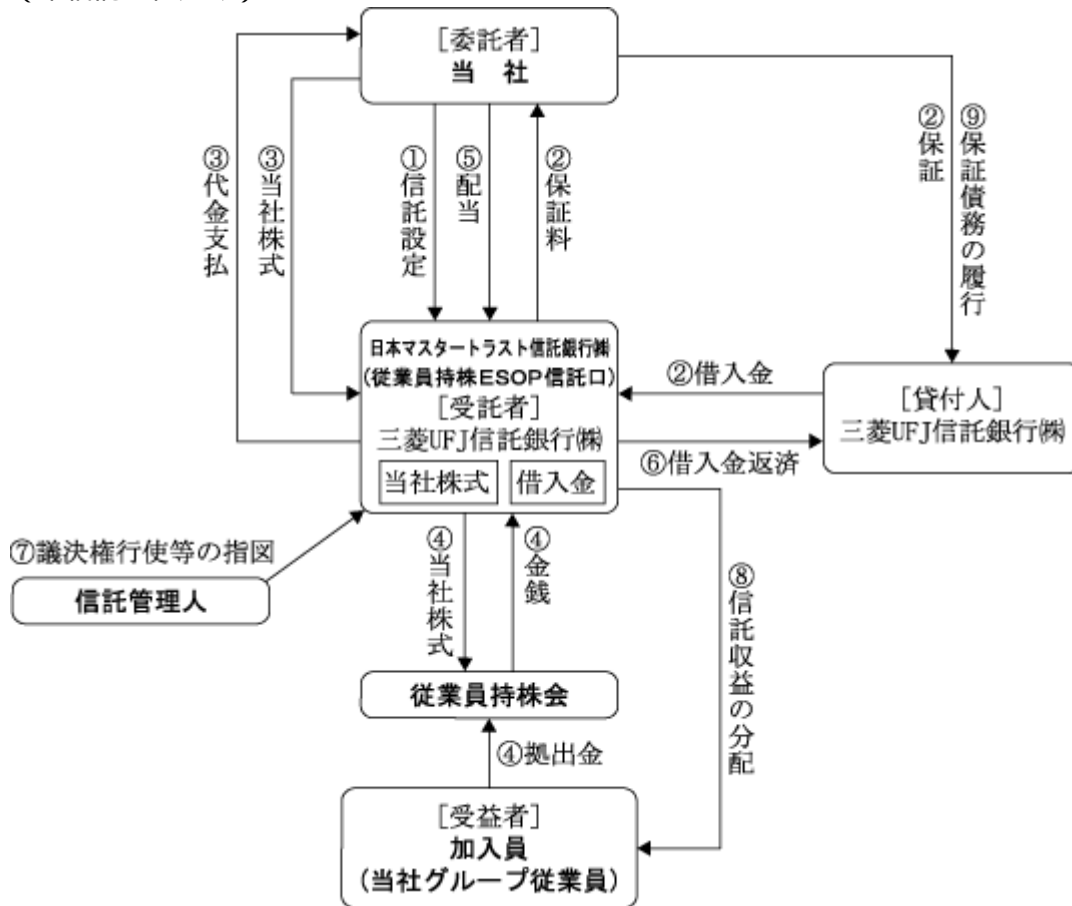 [委託者]
当 社
③代金支払
③当社株式
①信託設定
⑤配当
②保証料
②保証
⑨保証債務の履行
日本マスタートラスト信託銀行㈱
(従業員持株ESOP信託口)
[受託者]
三菱UFJ信託銀行㈱
当社株式
借入金
②借入金
[貸付人]
三菱UFJ信託銀行㈱
⑥借入金返済
⑦議決権行使等の指図
信託管理人
④当社株式
④金銭
⑧信託収益の分配
従業員持株会
④拠出金
[受益者]
加入員
(当社グループ従業員)